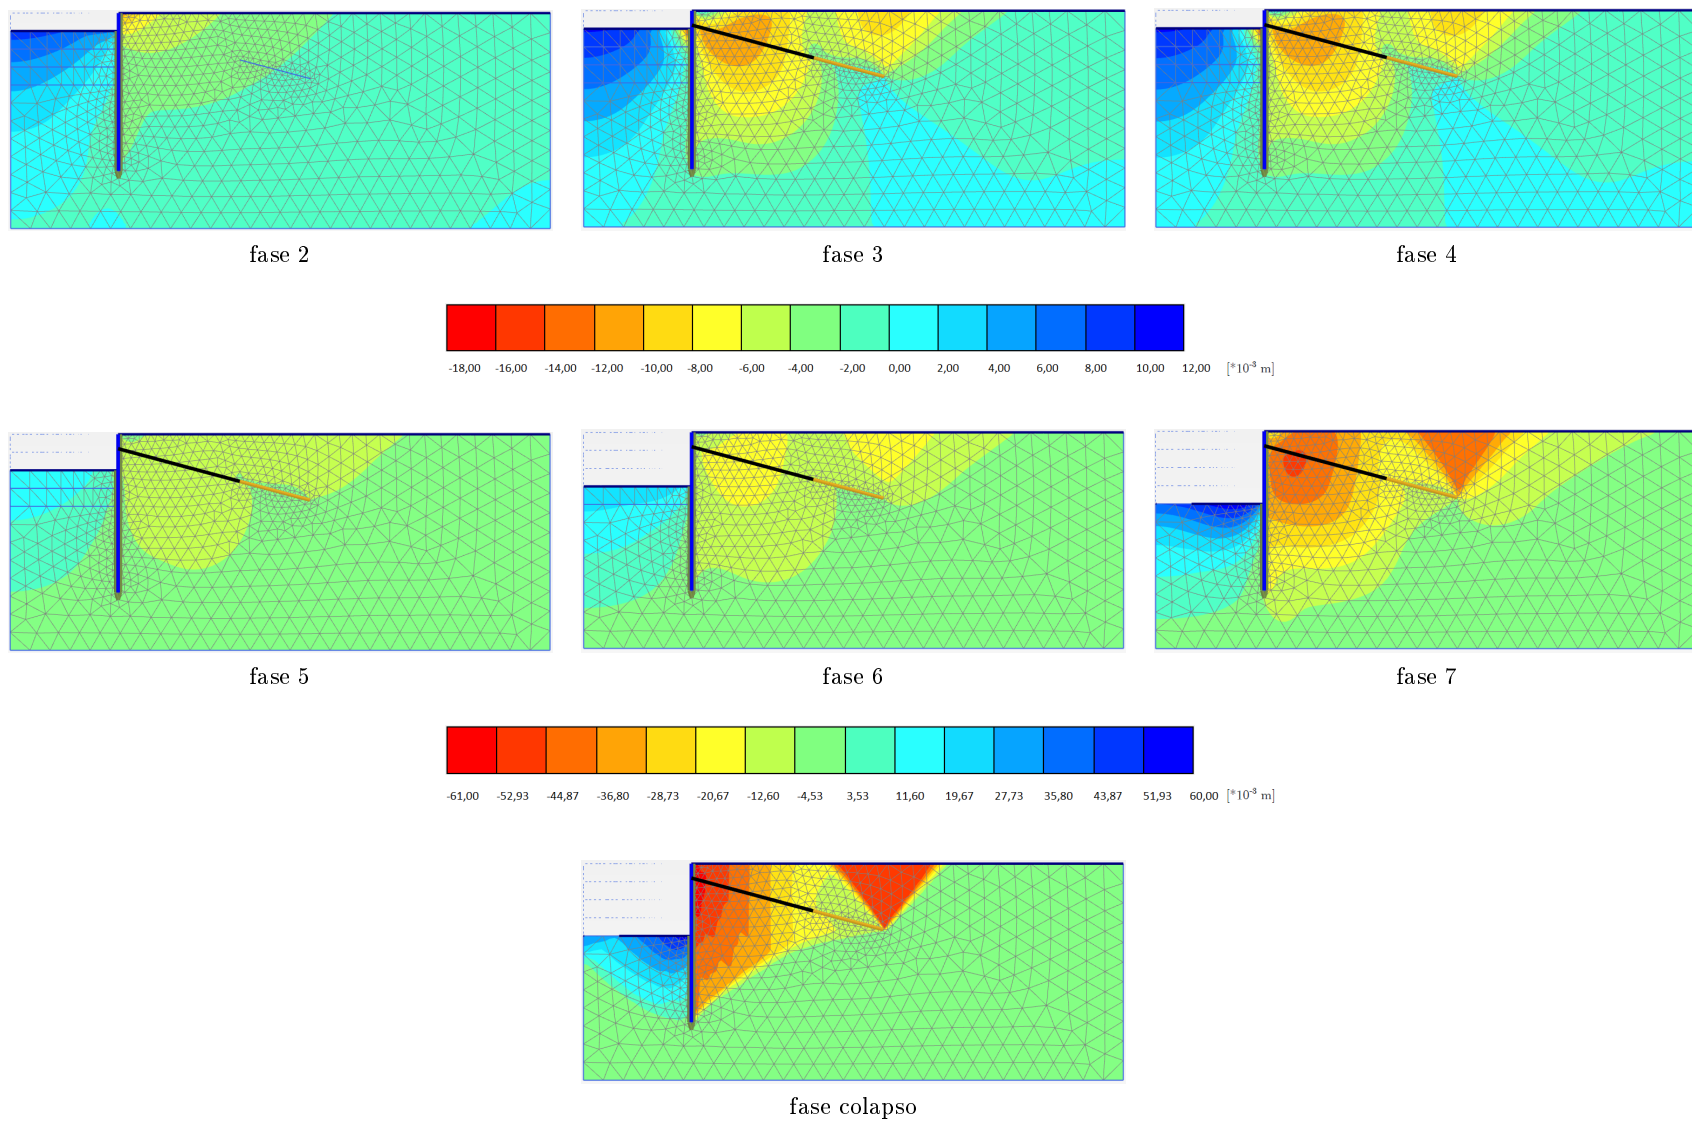 fase 2 fase 3 fase 4
-18,00 -16,00 -14,00 -12,00 -10,00 -8,00 -6,00 -4,00 -2,00 0,00 2,00 4,00 6,00 8,00 10,00 12,00 [*10⁻³ m]
fase 5 fase 6 fase 7
-61,00 -52,93 -44,87 -36,80 -28,73 -20,67 -12,60 -4,53 3,53 11,60 19,67 27,73 35,80 43,87 51,93 60,00 [*10⁻³ m]
fase colapso